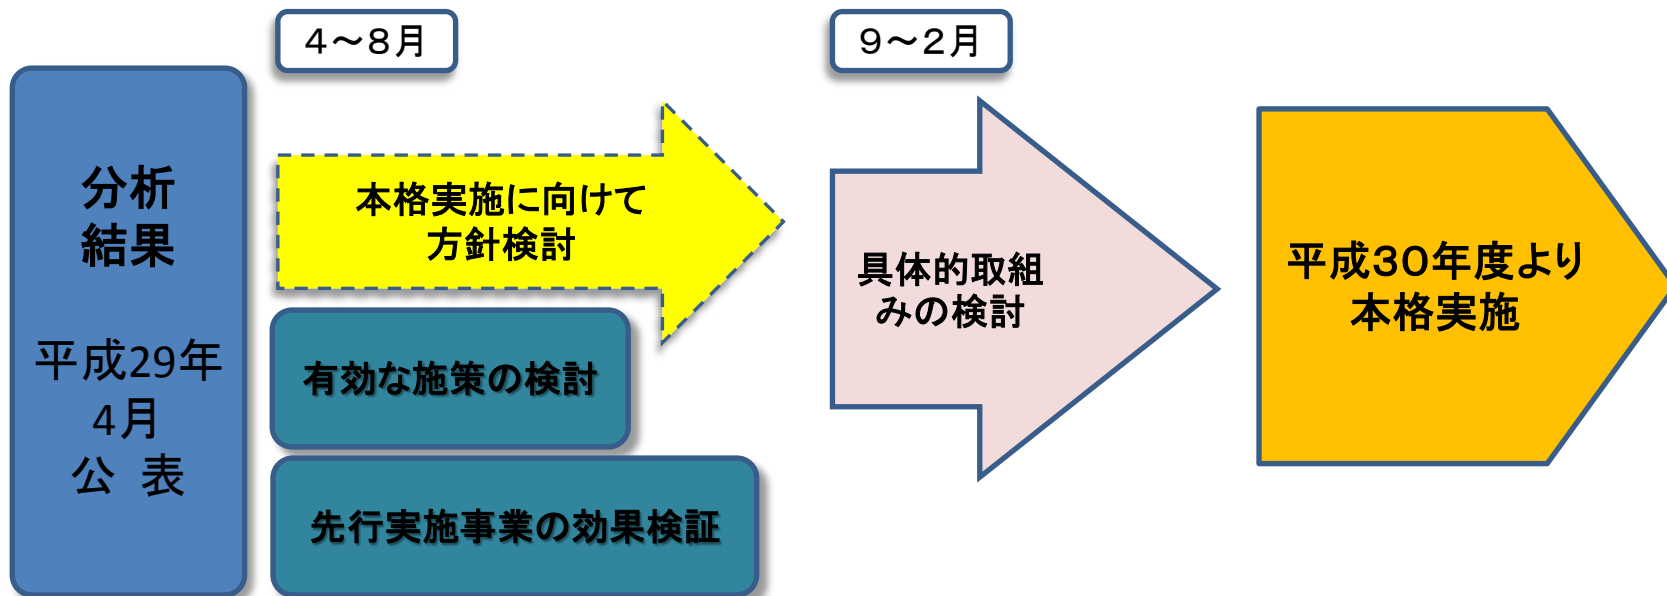 4～8月
9～2月
分析
結果
平成29年
4月
公 表
本格実施に向けて
方針検討
有効な施策の検討
先行実施事業の効果検証
具体的取組
みの検討
平成30年度より
本格実施